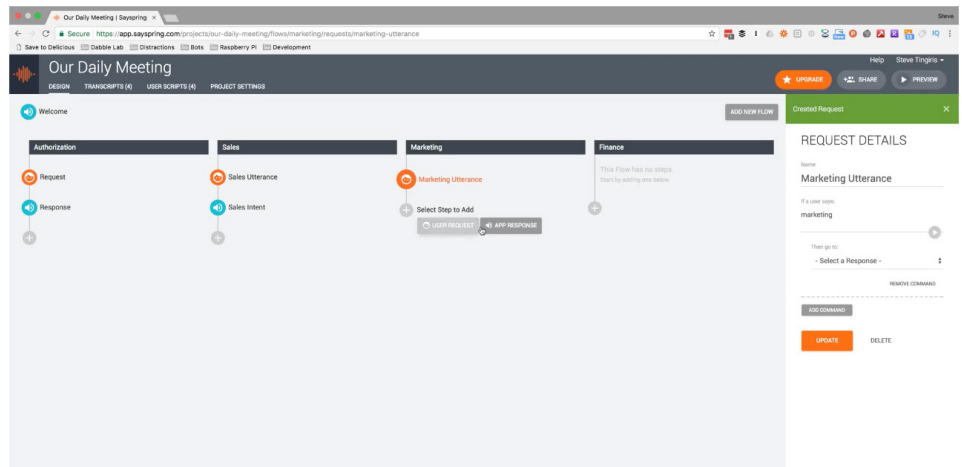 Our Daily Meeting | Sayspring
Steve
Secure https://app.sayspring.com/projects/our-daily-meeting/flows/marketing/requests/marketing-utterance
Save to Delicious Dabble Lab Distractions Bots Raspberry Pi Development
Our Daily Meeting
Help Steve Tingiris
DESIGN TRANSCRIPTS (4) USER SCRIPTS (4) PROJECT SETTINGS
UPGRADE SHARE PREVIEW
Welcome
ADD NEW FLOW
Created Request
Authorization
Request
Response
Sales
Sales Utterance
Sales Intent
Marketing
Marketing Utterance
Select Step to Add
USER REQUEST APP RESPONSE
Finance
This Flow has no steps.
Start by adding one below.
REQUEST DETAILS
Name
Marketing Utterance
If a user says:
marketing
Then go to:
- Select a Response -
REMOVE COMMAND
ADD COMMAND
UPDATE DELETE